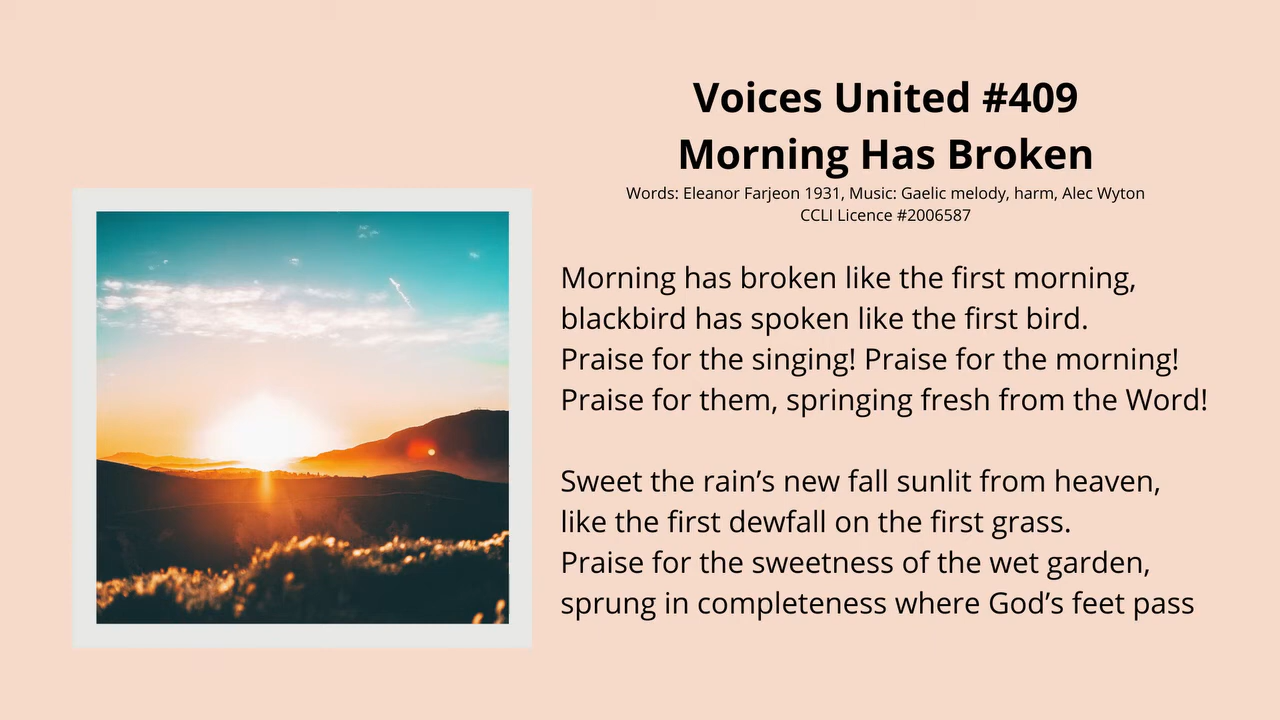 Voices United #409
Morning Has Broken
Words: Eleanor Farjeon 1931, Music: Gaelic melody, harm, Alec Wyton
CCLI Licence #2006587
Morning has broken like the first morning,
blackbird has spoken like the first bird.
Praise for the singing! Praise for the morning!
Praise for them, springing fresh from the Word!
Sweet the rain’s new fall sunlit from heaven,
like the first dewfall on the first grass.
Praise for the sweetness of the wet garden,
sprung in completeness where God’s feet pass